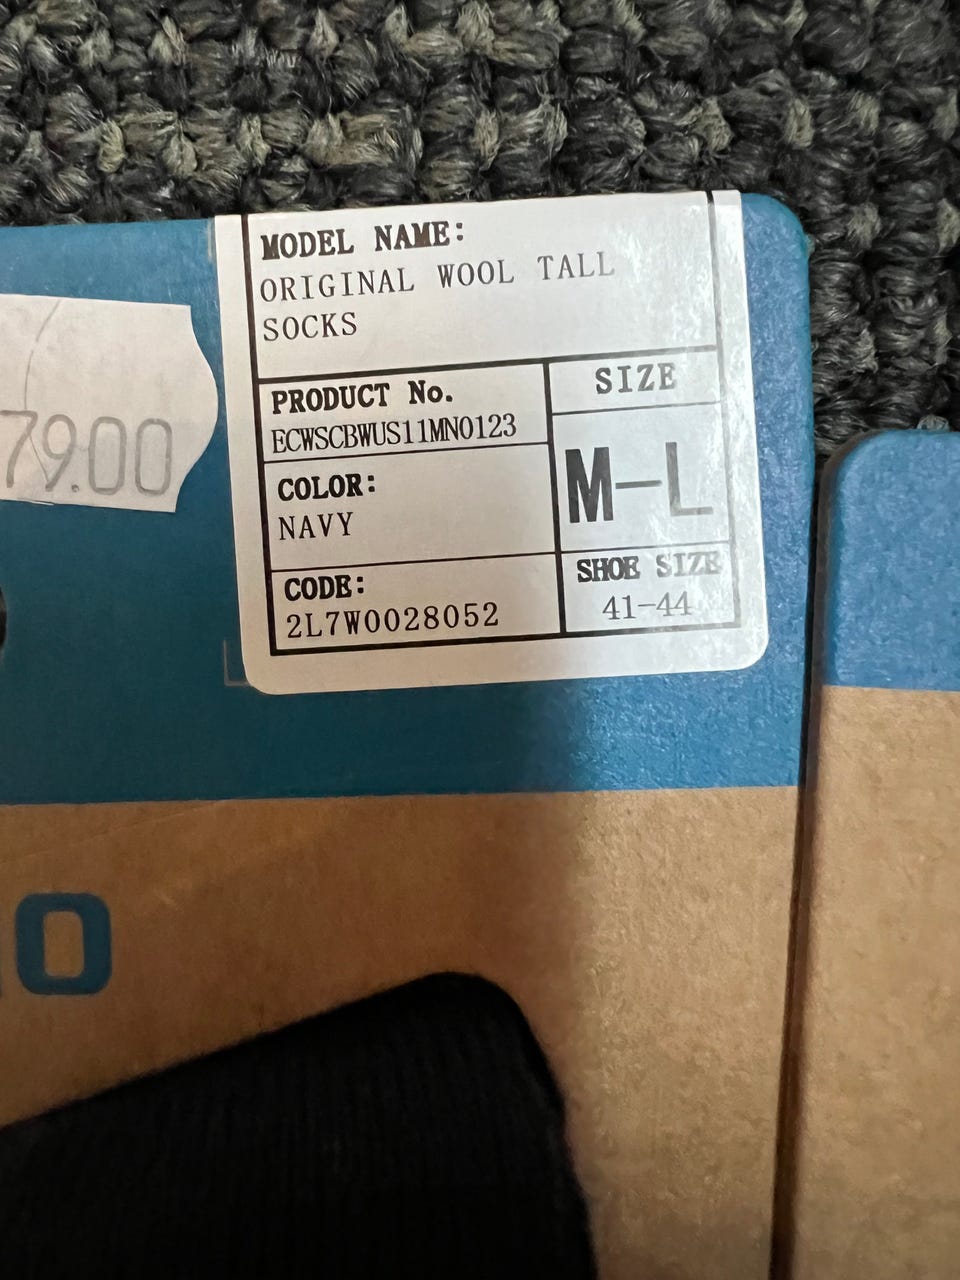 MODEL NAME:
ORIGINAL WOOL TALL
SOCKS
PRODUCT No.
ECWSCBWUS11MN0123
COLOR:
NAVY
CODE:
2L7W0028052
SIZE
M-L
SHOE SIZE
41-44
79.00